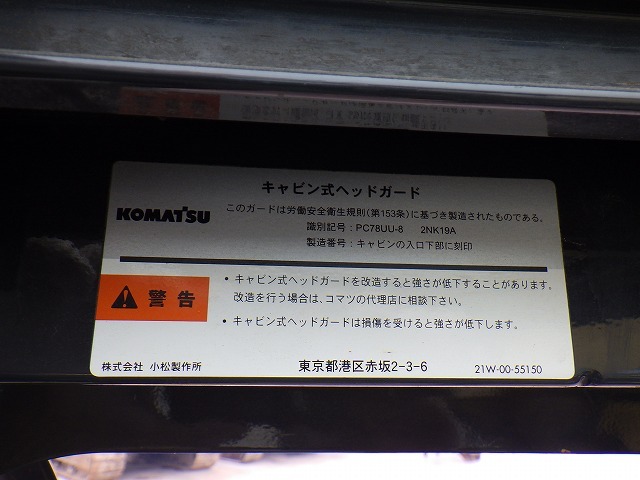 キャビン式ヘッドガード
KOMATSU
このガードは労働安全衛生規則(第153条)に基づき製造されたものである。
識別記号：PC78UU-8 2NK19A
製造番号：キャビンの入口下部に刻印
警告
・キャビン式ヘッドガードを改造すると強さが低下することがあります。
改造を行う場合は、コマツの代理店に相談下さい。
・キャビン式ヘッドガードは損傷を受けると強さが低下します。
株式会社 小松製作所 東京都港区赤坂2-3-6 21W-00-55150